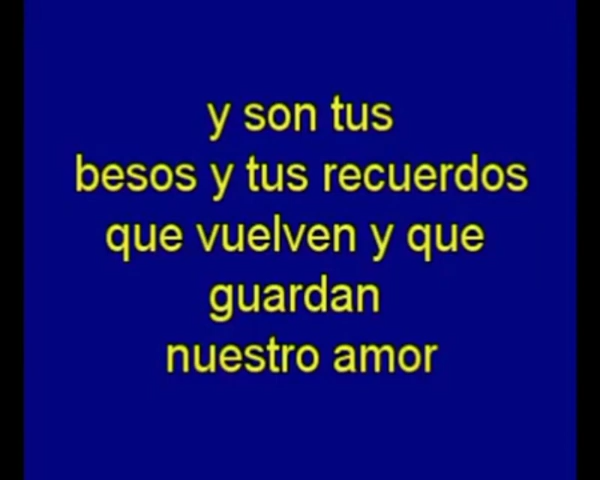 y son tus
besos y tus recuerdos
que vuelven y que
guardan
nuestro amor